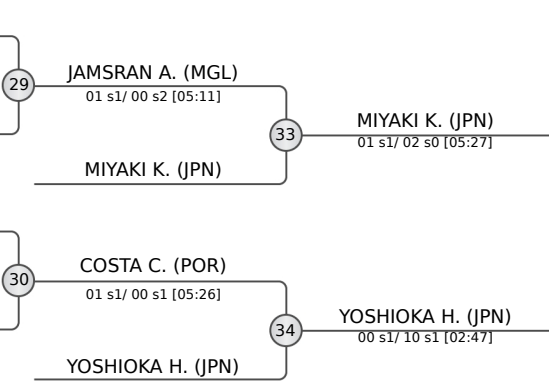 JAMSRAN A. (MGL)
29
01 s1/ 00 s2 [05:11]
MIYAKI K. (JPN)
33
01 s1/ 02 s0 [05:27]
MIYAKI K. (JPN)
COSTA C. (POR)
30
01 s1/ 00 s1 [05:26]
YOSHIOKA H. (JPN)
34
00 s1/ 10 s1 [02:47]
YOSHIOKA H. (JPN)